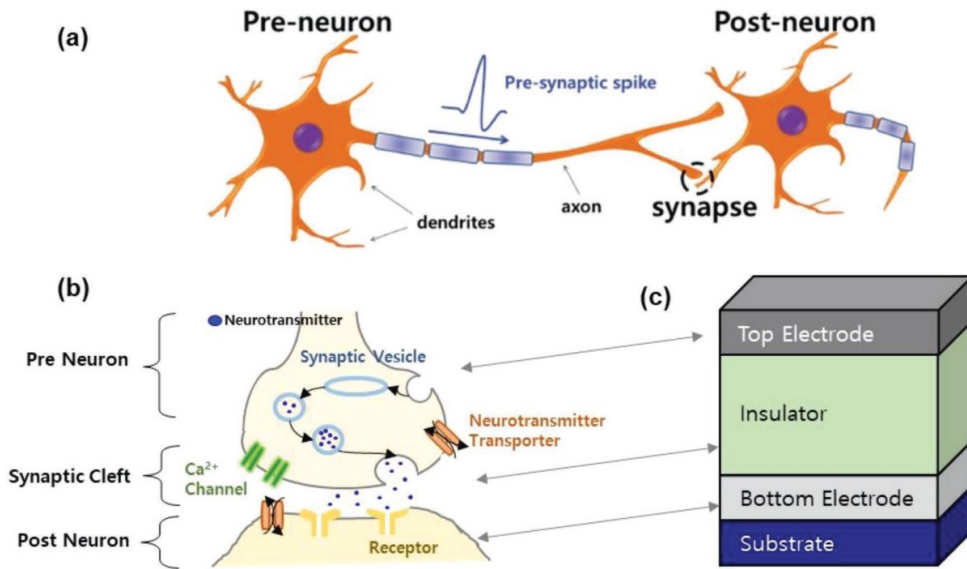 (a)
Pre-neuron
Post-neuron
Pre-synaptic spike
dendrites
axon
synapse
(b)
(c)
Neurotransmitter
Pre Neuron
Synaptic Vesicle
Top Electrode
Neurotransmitter
Transporter
Insulator
Synaptic Cleft
Ca2+
Channel
Bottom Electrode
Post Neuron
Receptor
Substrate